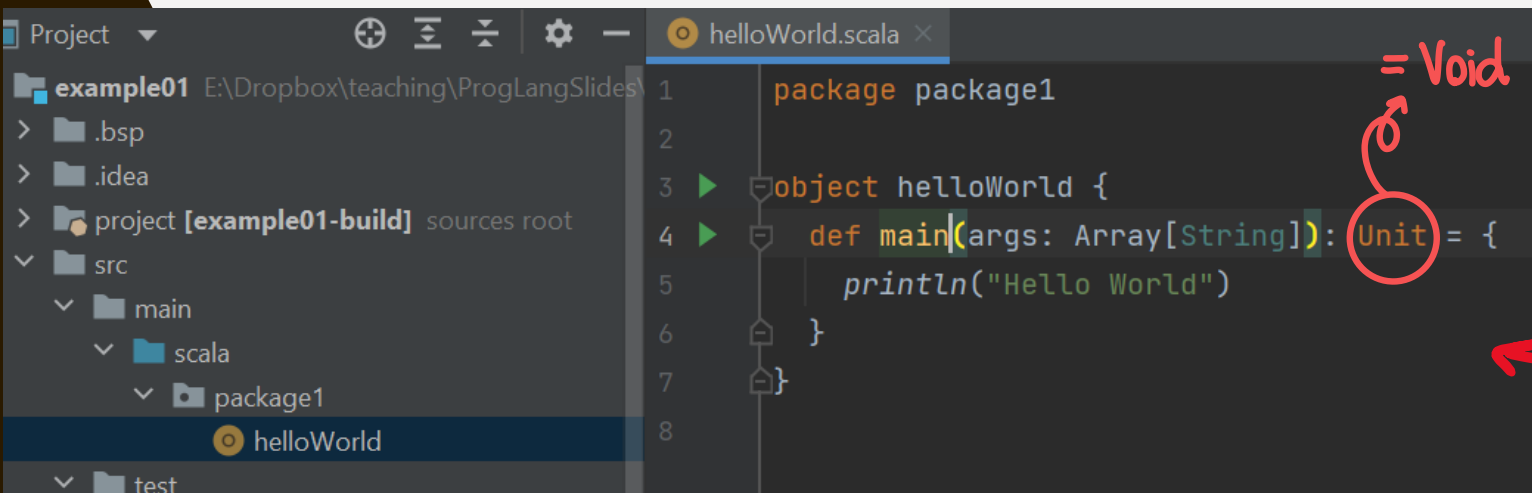 Project
example01 E:\Dropbox\teaching\ProgLangSlides\
.bsp
.idea
project [example01-build] sources root
src
main
scala
package1
helloWorld
test
helloWorld.scala
= Void
1 package package1
2
3 object helloWorld {
4 def main(args: Array[String]): Unit = {
5 println("Hello World")
6 }
7 }
8